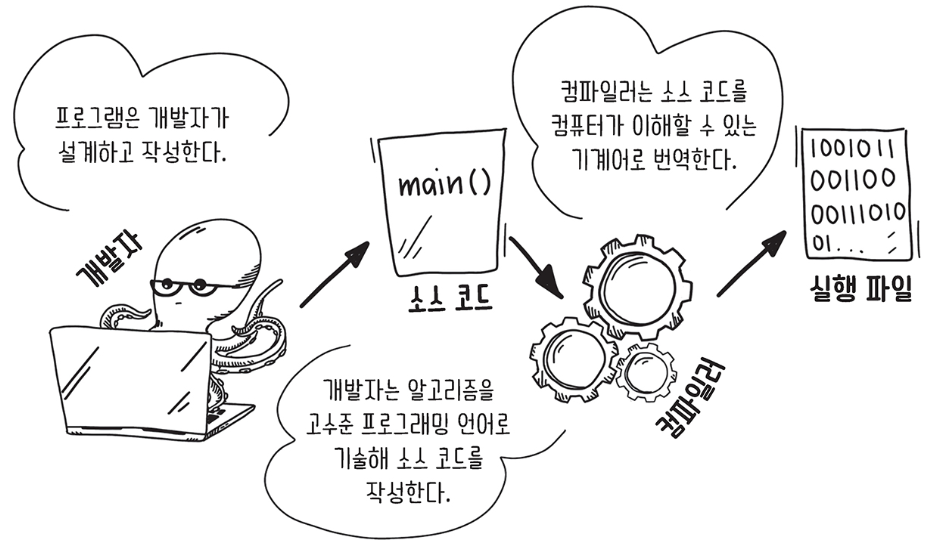 프로그램은 개발자가
설계하고 작성한다.
개발자
main()
소스 코드
개발자는 알고리즘을
고수준 프로그래밍 언어로
기술해 소스 코드를
작성한다.
컴파일러는 소스 코드를
컴퓨터가 이해할 수 있는
기계어로 번역한다.
컴파일러
1001011
001100
00111010
01...
실행 파일